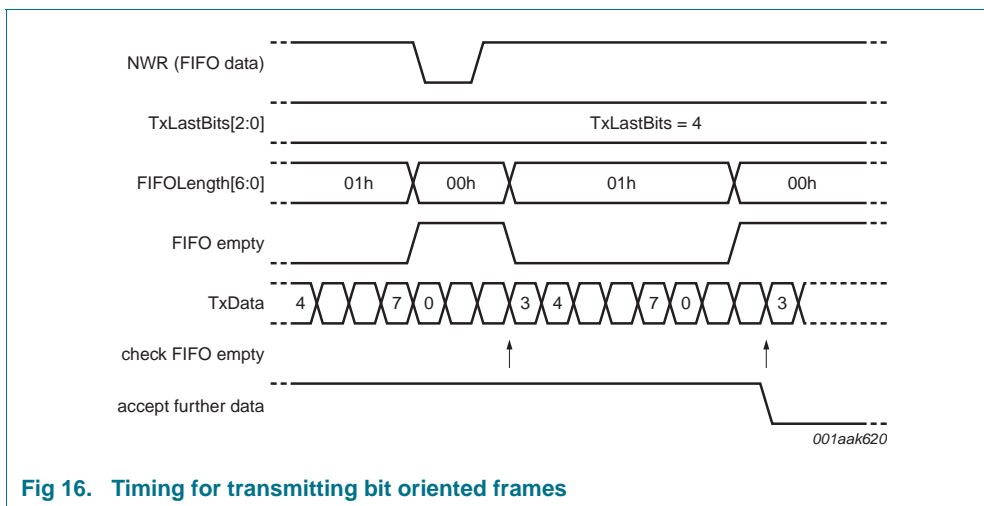 NWR (FIFO data)
TxLastBits[2:0]
TxLastBits = 4
FIFOLength[6:0]
01h
00h
01h
00h
FIFO empty
TxData
4
7
0
3
4
7
0
3
check FIFO empty
accept further data
001aak620
Fig 16. Timing for transmitting bit oriented frames